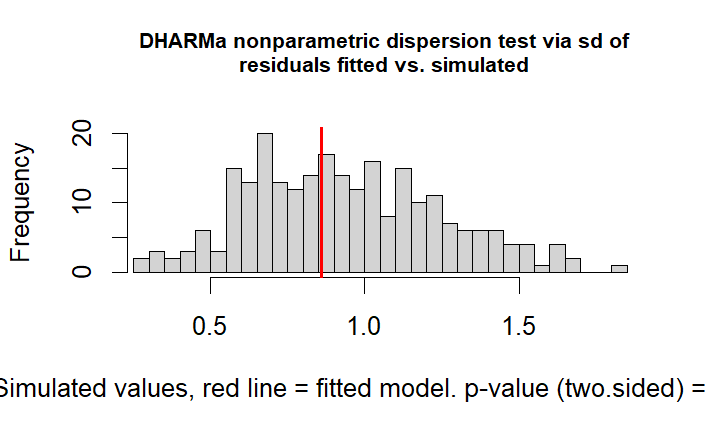 DHARMa nonparametric dispersion test via sd of
residuals fitted vs. simulated
Frequency
20
10
0
0.5 1.0 1.5
Simulated values, red line = fitted model. p-value (two.sided) =